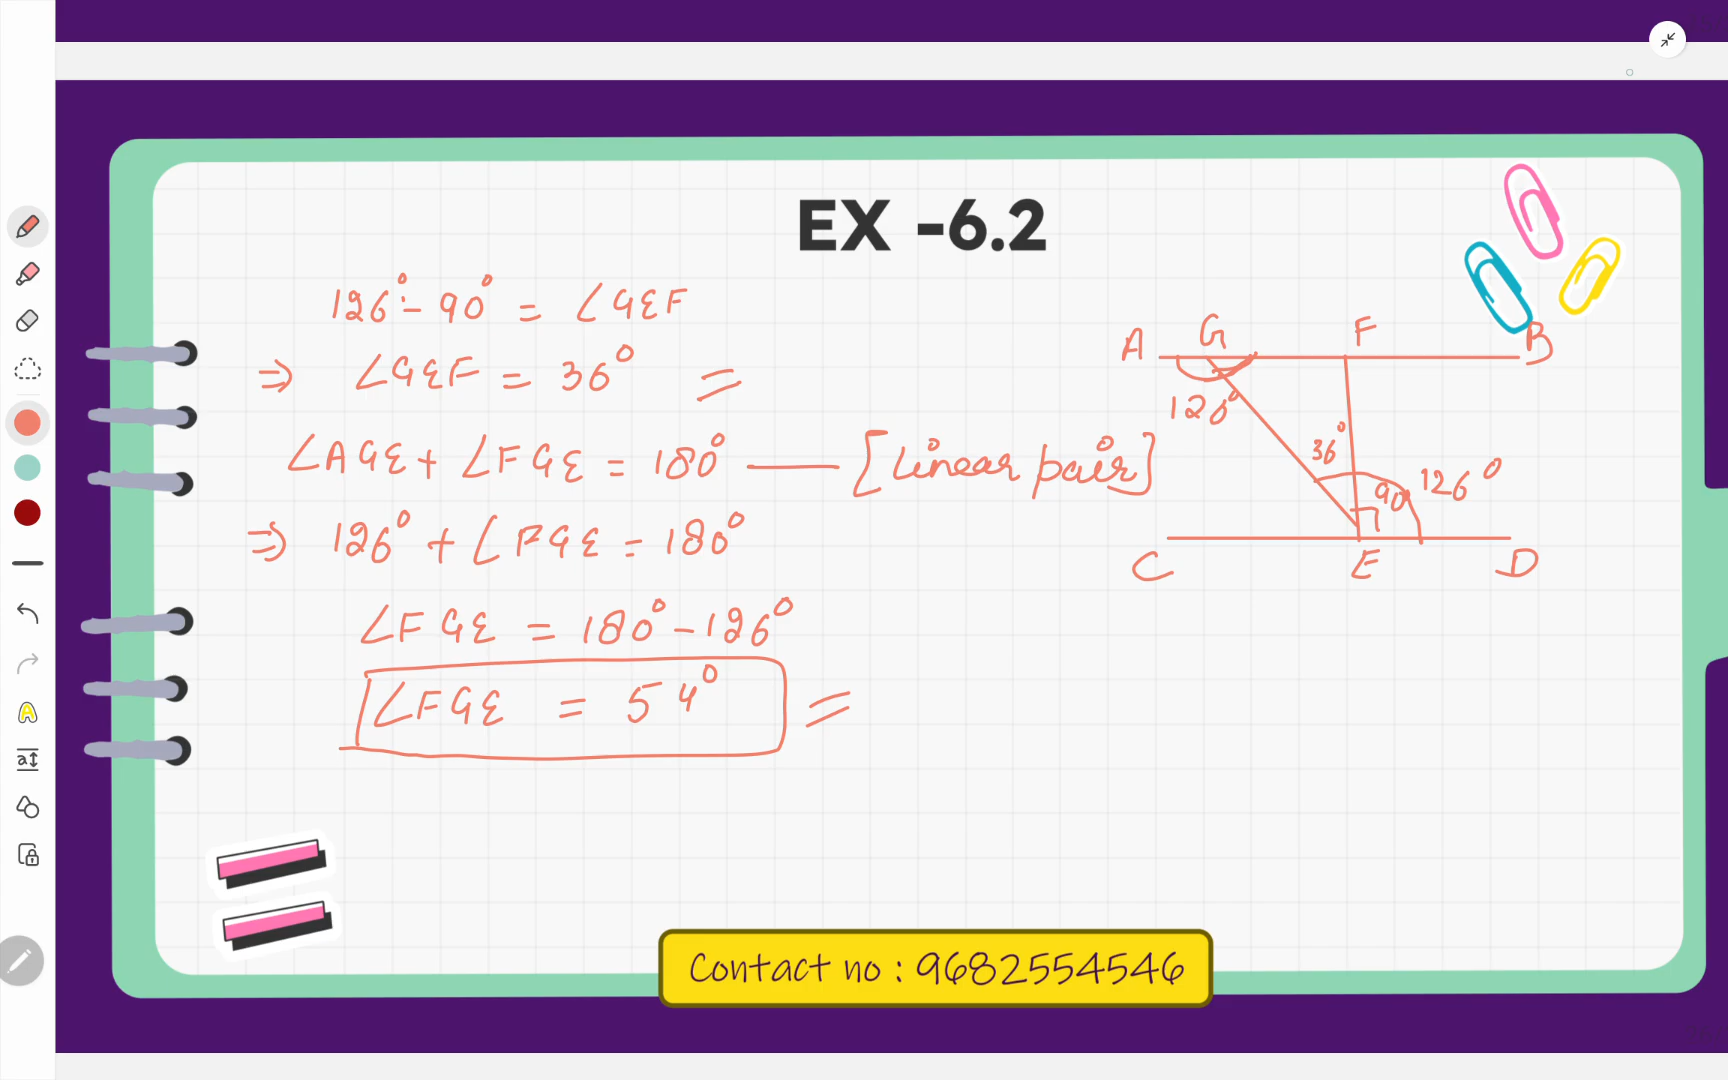 EX -6.2
126° - 90° = ∠GEF
⇒ ∠GEF = 36°
∠AGE + ∠FGE = 180° — [Linear pair]
⇒ 126° + ∠FGE = 180°
∠FGE = 180° - 126°
∠FGE = 54°
A G F B
120°
36°
90 126°
C E D
Contact no : 9682554546